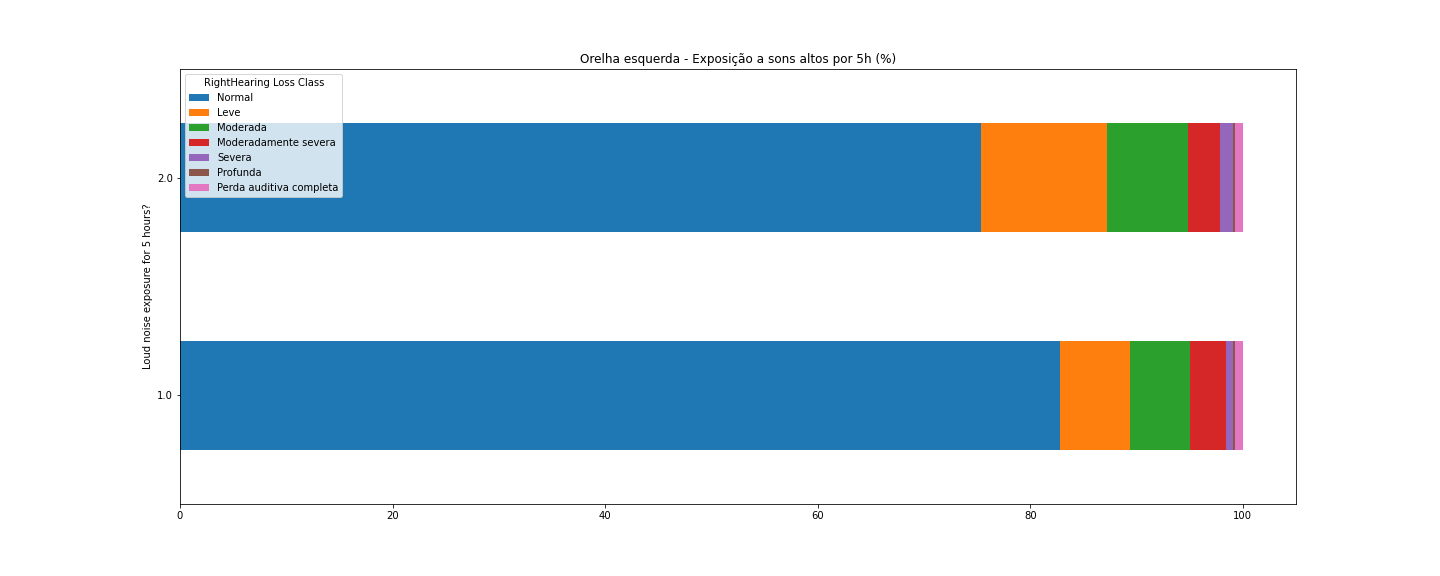 Orelha esquerda - Exposição a sons altos por 5h (%)
RightHearing Loss Class
Normal
Leve
Moderada
Moderadamente severa
Severa
Profunda
Perda auditiva completa
Loud noise exposure for 5 hours?
2.0
1.0
0 20 40 60 80 100